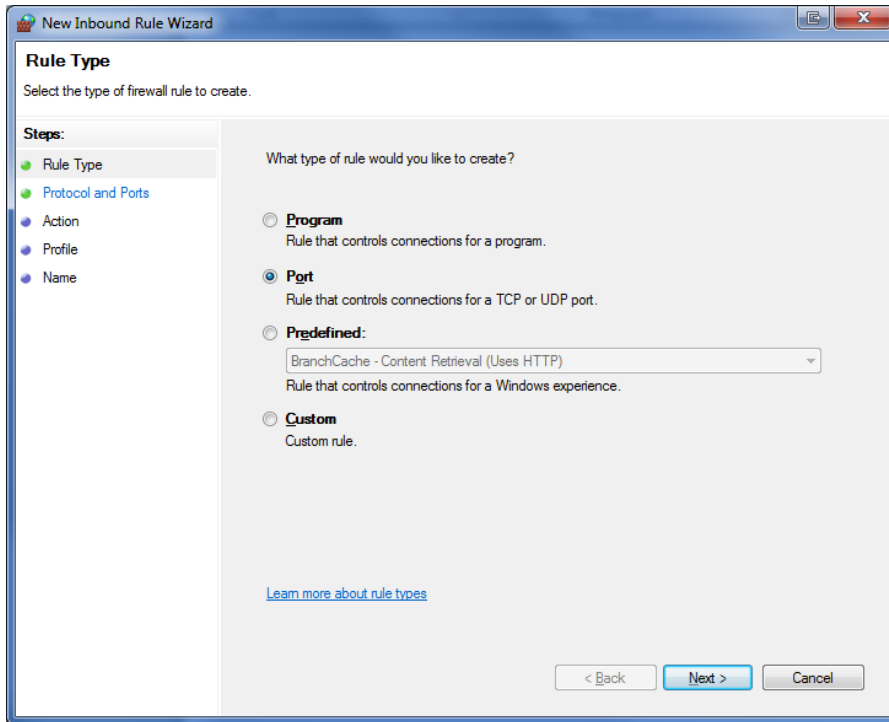 New Inbound Rule Wizard
Rule Type
Select the type of firewall rule to create.
Steps:
Rule Type
Protocol and Ports
Action
Profile
Name
What type of rule would you like to create?
Program
Rule that controls connections for a program.
Port
Rule that controls connections for a TCP or UDP port.
Predefined:
BranchCache - Content Retrieval (Uses HTTP)
Rule that controls connections for a Windows experience.
Custom
Custom rule.
Learn more about rule types
< Back Next > Cancel